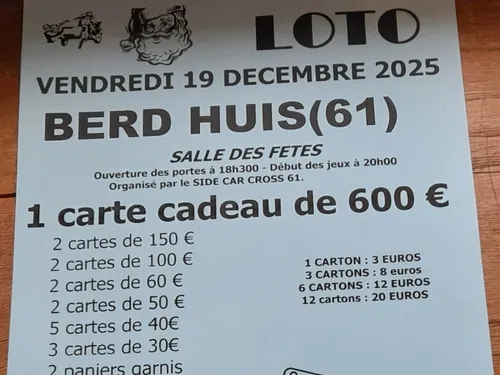 LOTO
VENDREDI 19 DECEMBRE 2025
BERD HUIS(61)
SALLE DES FETES
Ouverture des portes à 18h300 - Début des jeux à 20h00
Organisé par le SIDE CAR CROSS 61.
1 carte cadeau de 600 €
2 cartes de 150 €
2 cartes de 100 €
2 cartes de 60 €
2 cartes de 50 €
5 cartes de 40€
3 cartes de 30€
2 paniers garnis
1 CARTON : 3 EUROS
3 CARTONS : 8 euros
6 CARTONS : 12 EUROS
12 cartons : 20 EUROS